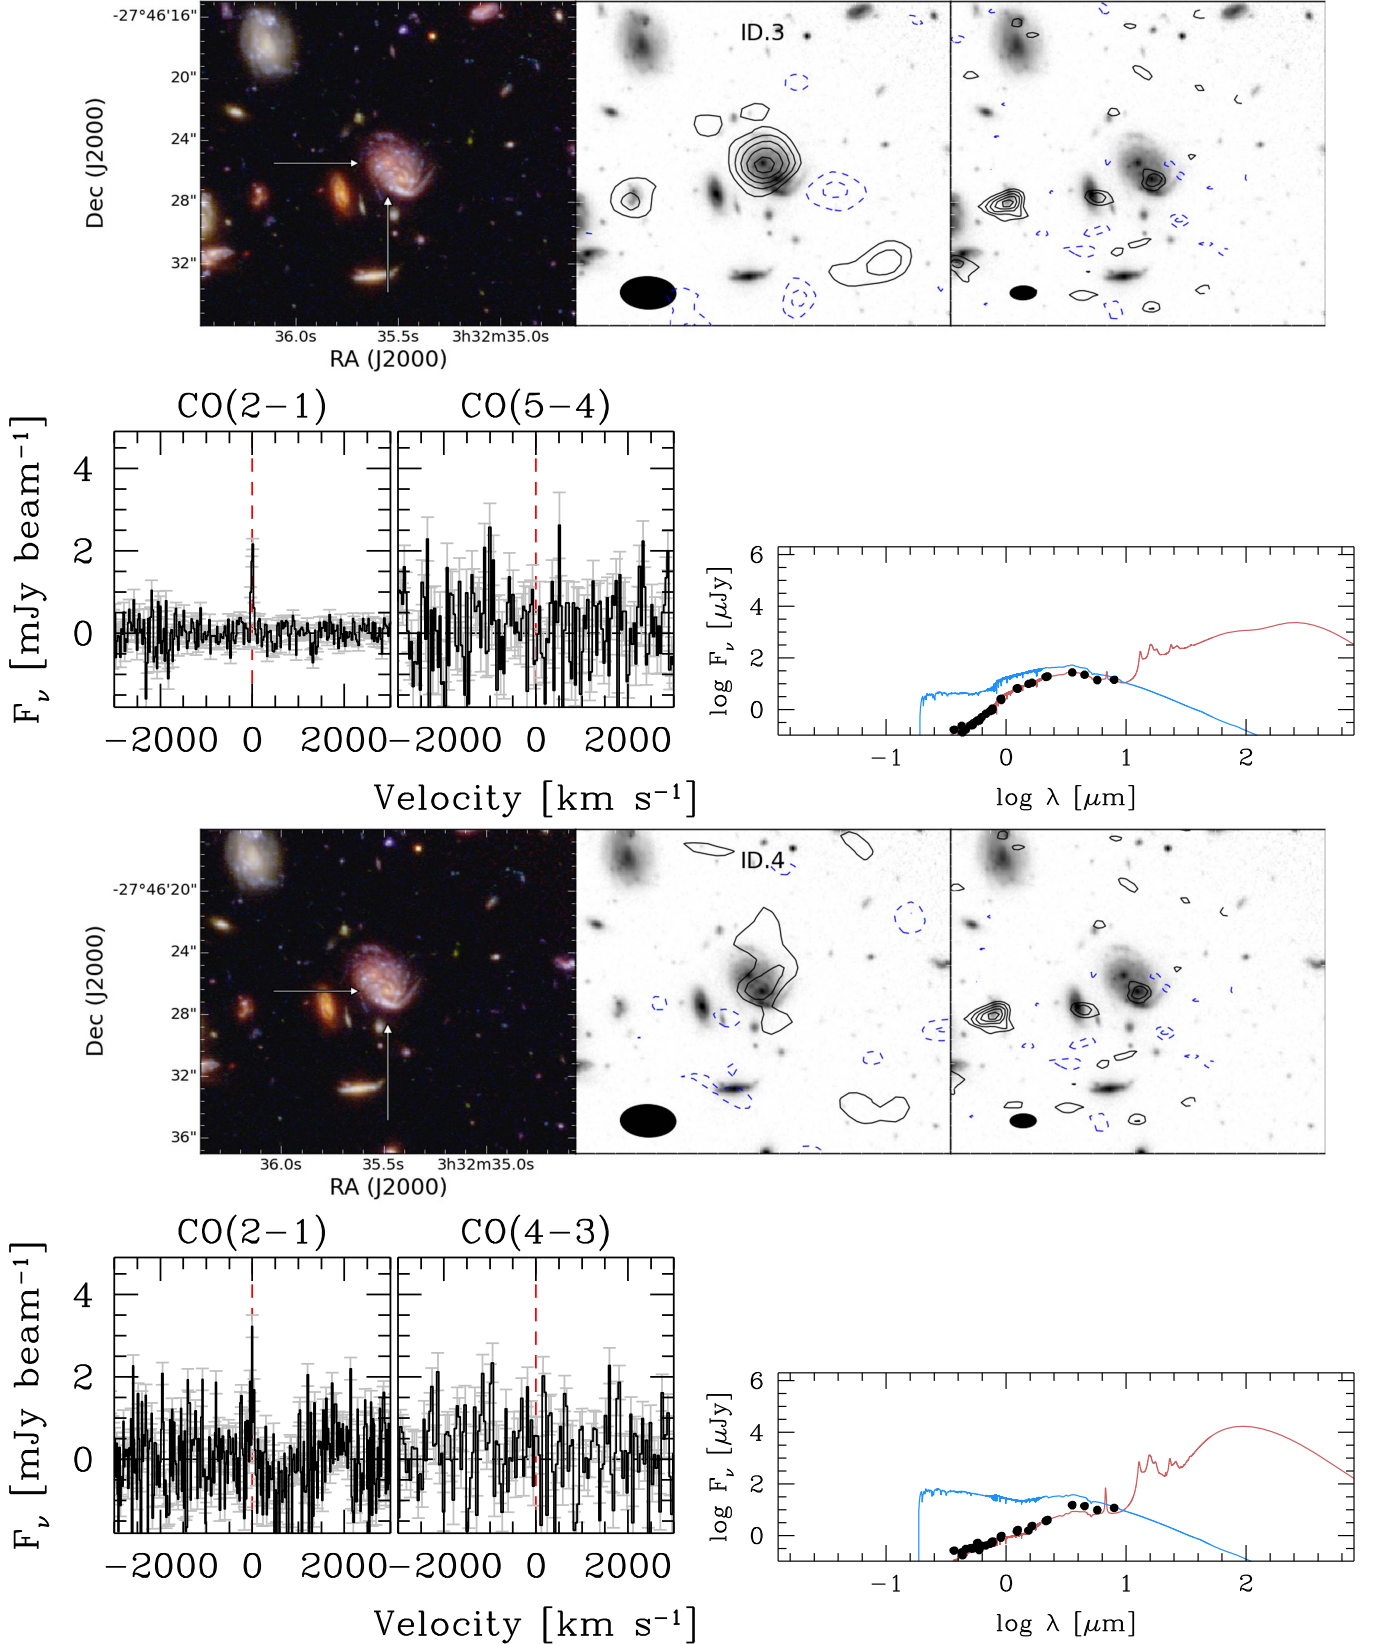 -27°46'16"
20"
24"
28"
32"
Dec (J2000)
ID.3
36.0s 35.5s 3h32m35.0s
RA (J2000)
CO(2−1) CO(5−4)
4
2
0
Fν [mJy beam⁻¹]
−2000 0 2000 −2000 0 2000
Velocity [km s⁻¹]
6
4
2
0
log Fν [μJy]
−1 0 1 2
log λ [μm]
-27°46'20"
24"
28"
32"
36"
Dec (J2000)
ID.4
36.0s 35.5s 3h32m35.0s
RA (J2000)
CO(2−1) CO(4−3)
4
2
0
Fν [mJy beam⁻¹]
−2000 0 2000 −2000 0 2000
Velocity [km s⁻¹]
6
4
2
0
log Fν [μJy]
−1 0 1 2
log λ [μm]